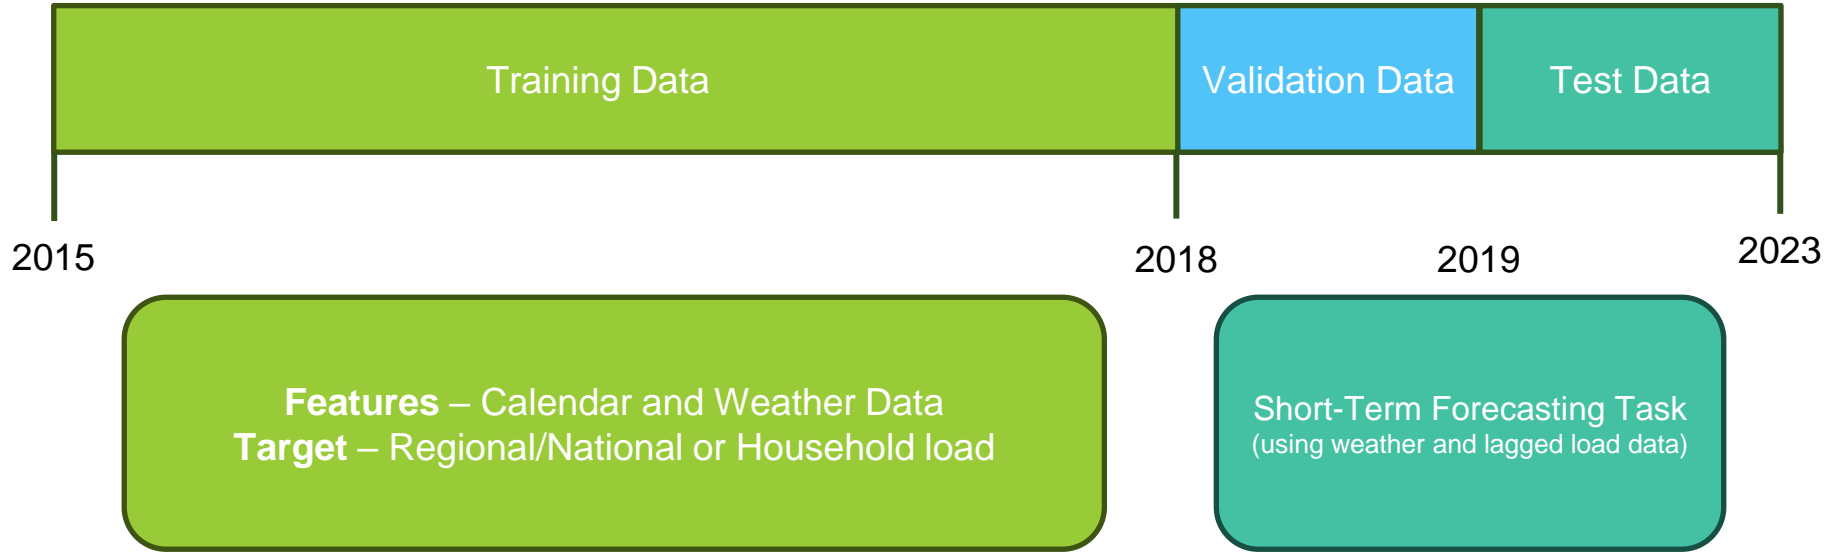 Training Data
Validation Data
Test Data
2015
2018
2019
2023
Features – Calendar and Weather Data
Target – Regional/National or Household load
Short-Term Forecasting Task
(using weather and lagged load data)